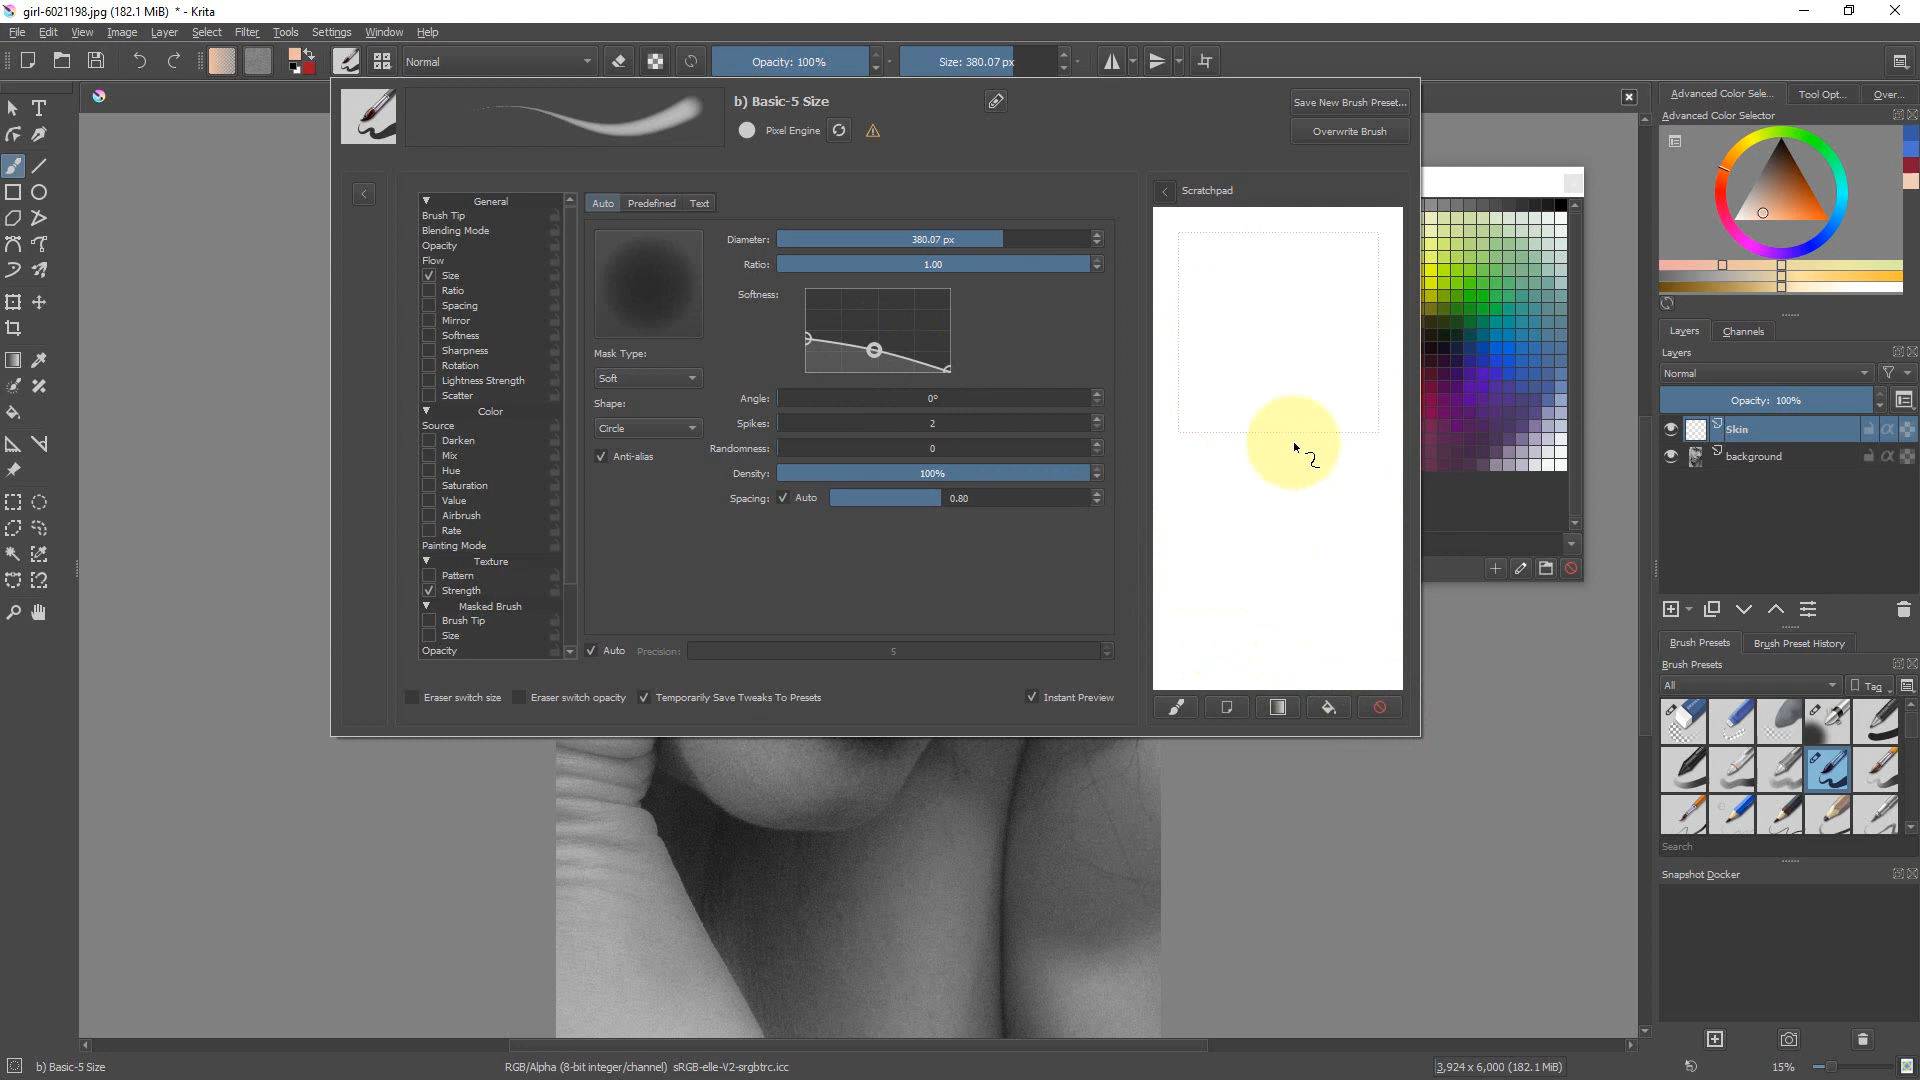 girl-6021198.jpg (182.1 MiB) * - Krita
File Edit View Image Layer Select Filter Tools Settings Window Help
Normal
Opacity: 100%
Size: 380.07 px
b) Basic-5 Size
Pixel Engine
Save New Brush Preset...
Overwrite Brush
General
Brush Tip
Blending Mode
Opacity
Flow
Size
Ratio
Spacing
Mirror
Softness
Sharpness
Rotation
Lightness Strength
Scatter
Color
Source
Darken
Mix
Hue
Saturation
Value
Airbrush
Rate
Painting Mode
Texture
Pattern
Strength
Masked Brush
Brush Tip
Size
Opacity
Auto Predefined Text
Diameter: 380.07 px
Ratio: 1.00
Softness:
Mask Type:
Soft
Shape:
Circle
Anti-alias
Angle: 0°
Spikes: 2
Randomness: 0
Density: 100%
Spacing: Auto 0.80
Auto Precision: 5
Eraser switch size Eraser switch opacity Temporarily Save Tweaks To Presets Instant Preview
Scratchpad
Advanced Color Sele... Tool Opt... Over...
Advanced Color Selector
Layers Channels
Layers
Normal
Opacity: 100%
Skin
background
Brush Presets Brush Preset History
Brush Presets
All Tag
Search
Snapshot Docker
b) Basic-5 Size
RGB/Alpha (8-bit integer/channel) sRGB-elle-V2-srgbtrc.icc
3,924 x 6,000 (182.1 MiB)
15%